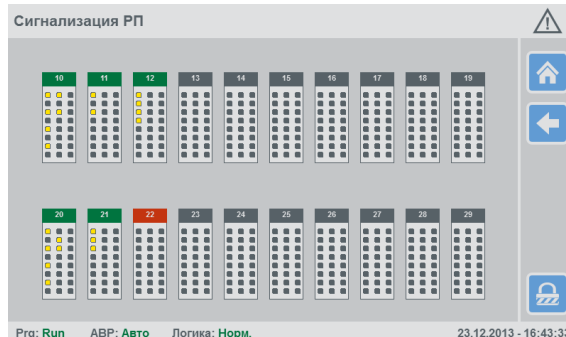 Сигнализация РП
10 11 12 13 14 15 16 17 18 19
20 21 22 23 24 25 26 27 28 29
Prg: Run АВР: Авто Логика: Норм. 23.12.2013 - 16:43:33